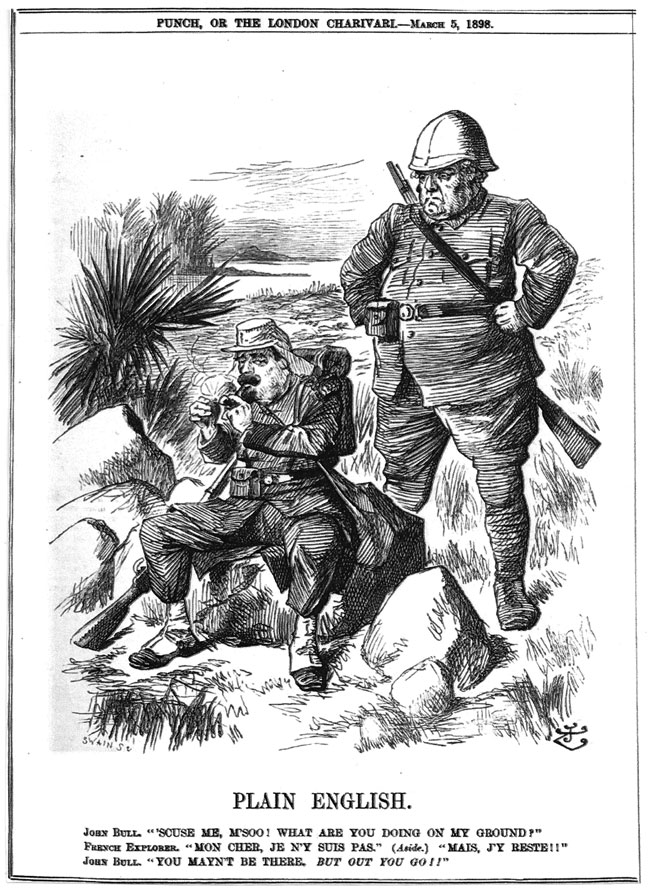 PUNCH, OR THE LONDON CHARIVARI.—MARCH 5, 1898.
SWAIN Sc
PLAIN ENGLISH.
JOHN BULL. "'SCUSE ME, M'SOO! WHAT ARE YOU DOING ON MY GROUND?"
FRENCH EXPLORER. "MON CHER, JE N'Y SUIS PAS." (Aside.) "MAIS, J'Y RESTE!!"
JOHN BULL. "YOU MAYN'T BE THERE. BUT OUT YOU GO!!"